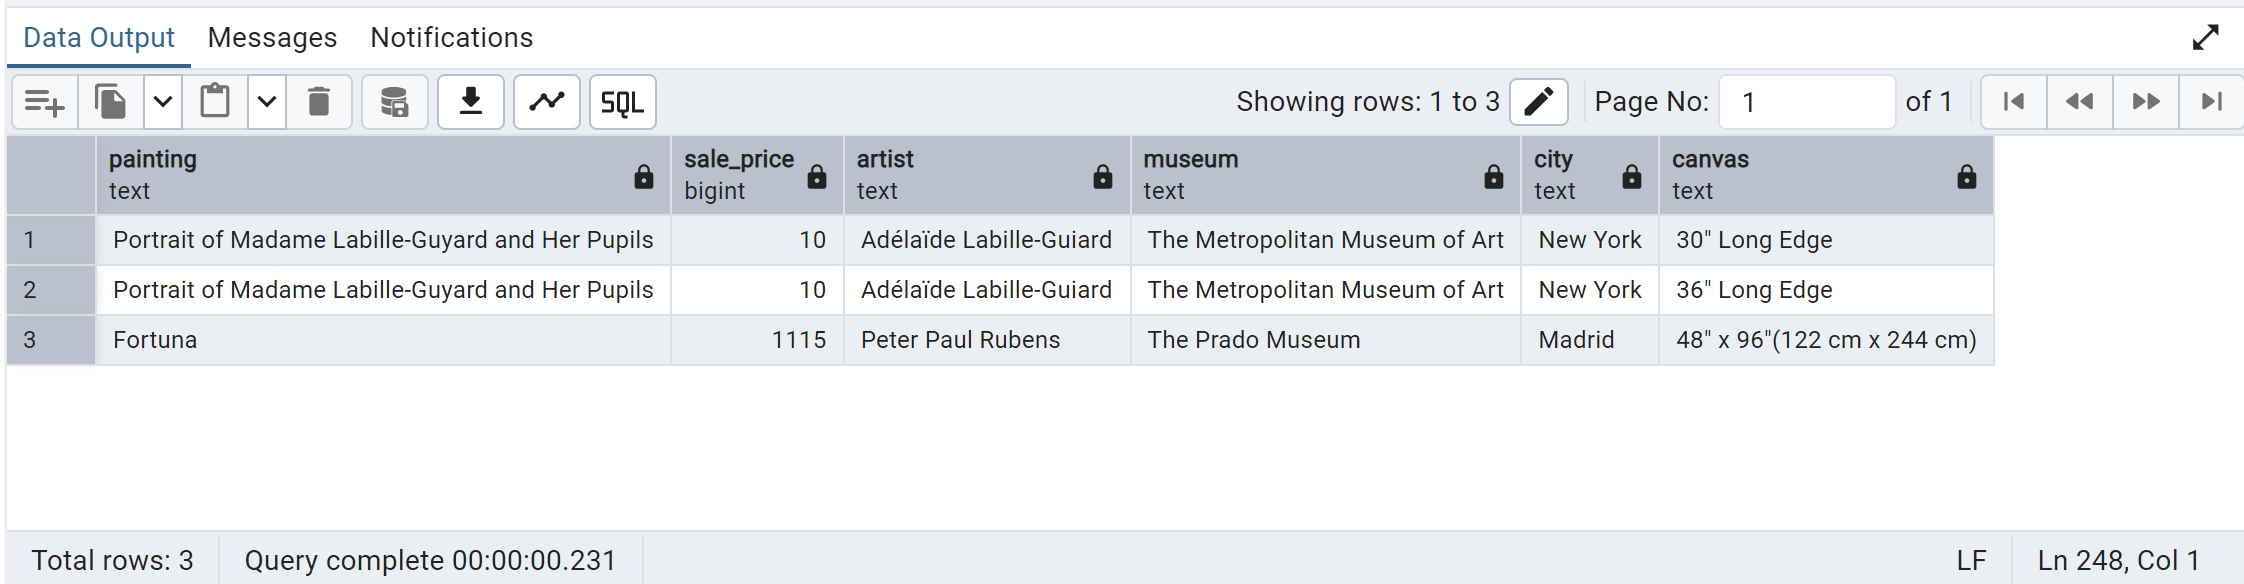 Data Output Messages Notifications
SQL Showing rows: 1 to 3 Page No: 1 of 1
painting sale_price artist museum city canvas
text bigint text text text text
1 Portrait of Madame Labille-Guyard and Her Pupils 10 Adélaïde Labille-Guiard The Metropolitan Museum of Art New York 30" Long Edge
2 Portrait of Madame Labille-Guyard and Her Pupils 10 Adélaïde Labille-Guiard The Metropolitan Museum of Art New York 36" Long Edge
3 Fortuna 1115 Peter Paul Rubens The Prado Museum Madrid 48" x 96"(122 cm x 244 cm)
Total rows: 3 Query complete 00:00:00.231 LF Ln 248, Col 1